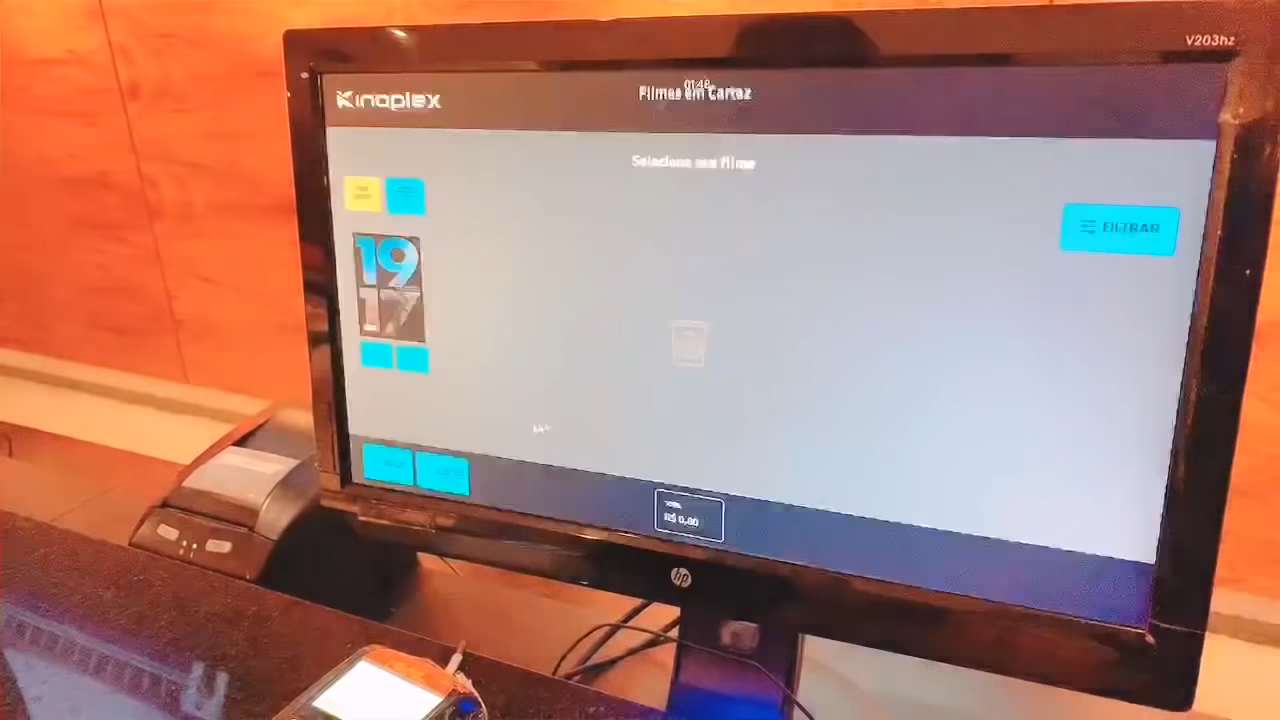 V203hz
Kinoplex
01:48
Filmes em Cartaz
Selecione seu filme
FILTRAR
19
17
R$ 0,00
hp